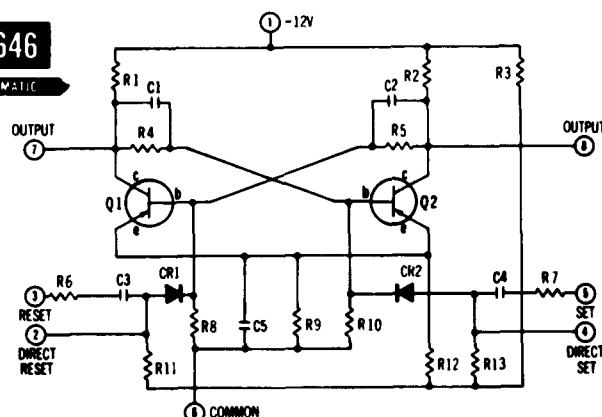 646
MATIC
1 -12V
R1 C1 C2 R2 R3
OUTPUT 7 R4 R5 OUTPUT 8
Q1 c b e
Q2 c b e
R6 C3 CR1 CR2 C4 R7
3 RESET
5 SET
2 DIRECT RESET
4 DIRECT SET
R8 C5 R9 R10
R11 R12 R13
6 COMMON